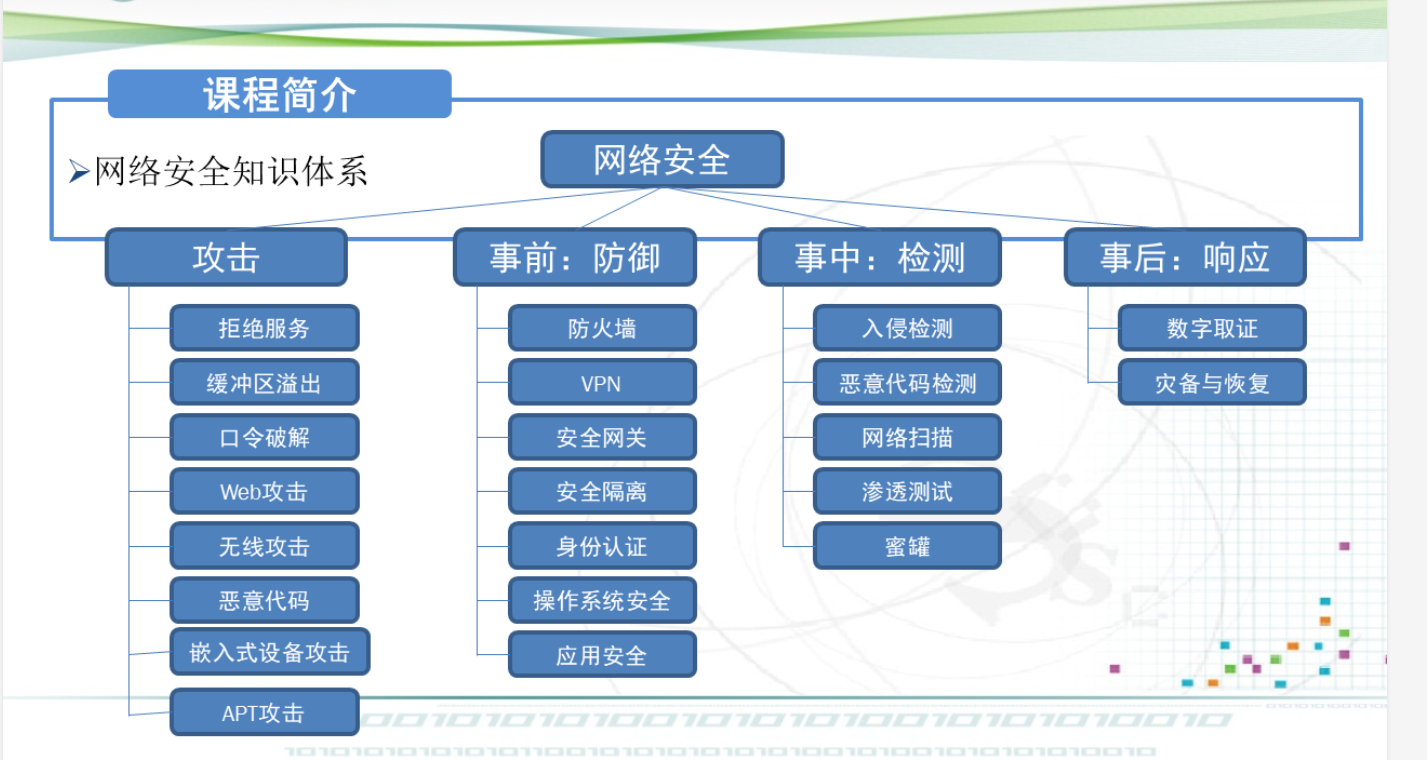 课程简介
➢网络安全知识体系
网络安全
攻击
拒绝服务
缓冲区溢出
口令破解
Web攻击
无线攻击
恶意代码
嵌入式设备攻击
APT攻击
事前：防御
防火墙
VPN
安全网关
安全隔离
身份认证
操作系统安全
应用安全
事中：检测
入侵检测
恶意代码检测
网络扫描
渗透测试
蜜罐
事后：响应
数字取证
灾备与恢复